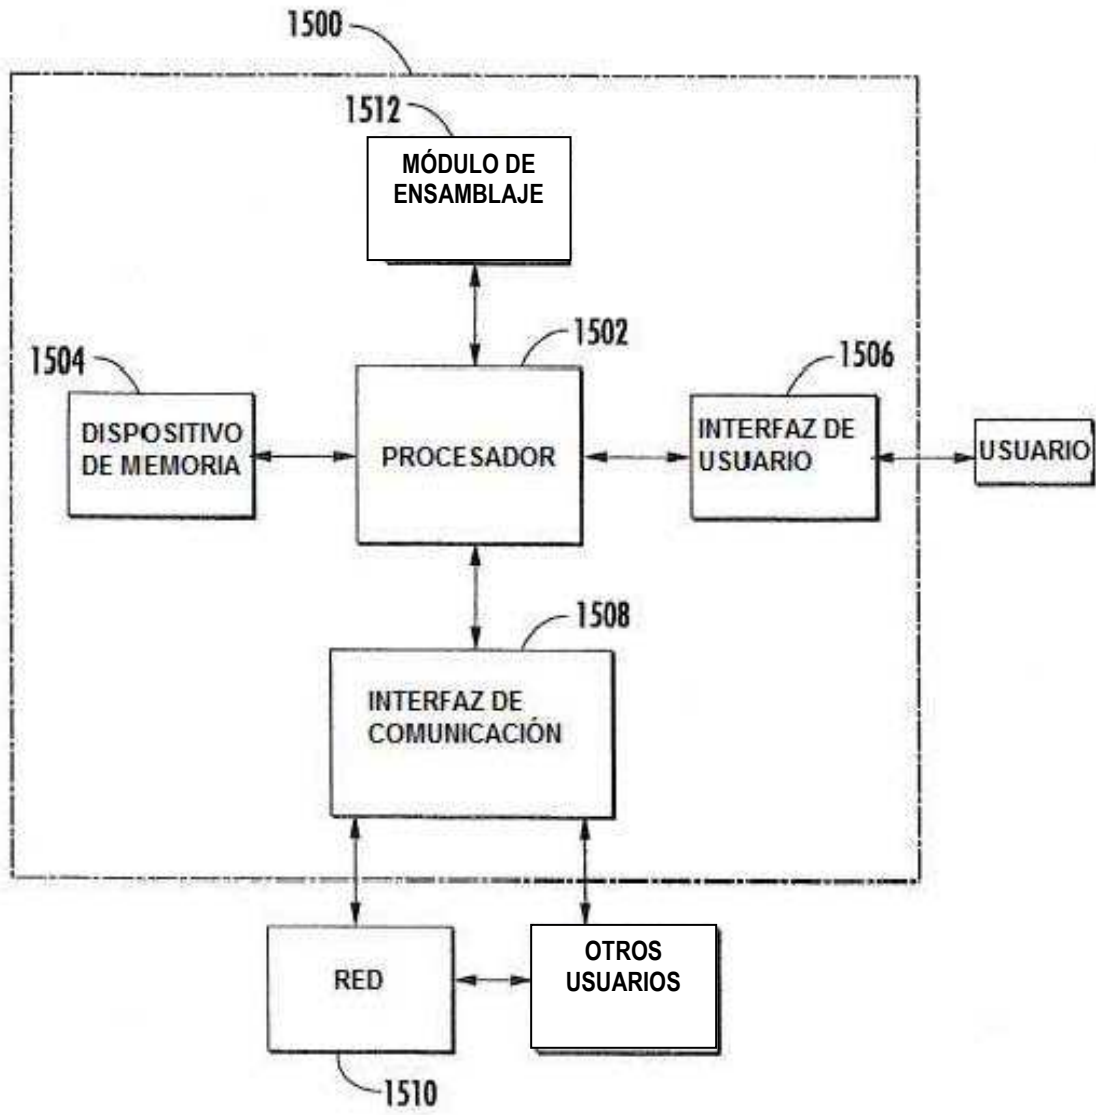 1500
1512
MÓDULO DE
ENSAMBLAJE
1502
1504
1506
DISPOSITIVO
DE MEMORIA
PROCESADOR
INTERFAZ DE
USUARIO
USUARIO
1508
INTERFAZ DE
COMUNICACIÓN
RED
OTROS
USUARIOS
1510